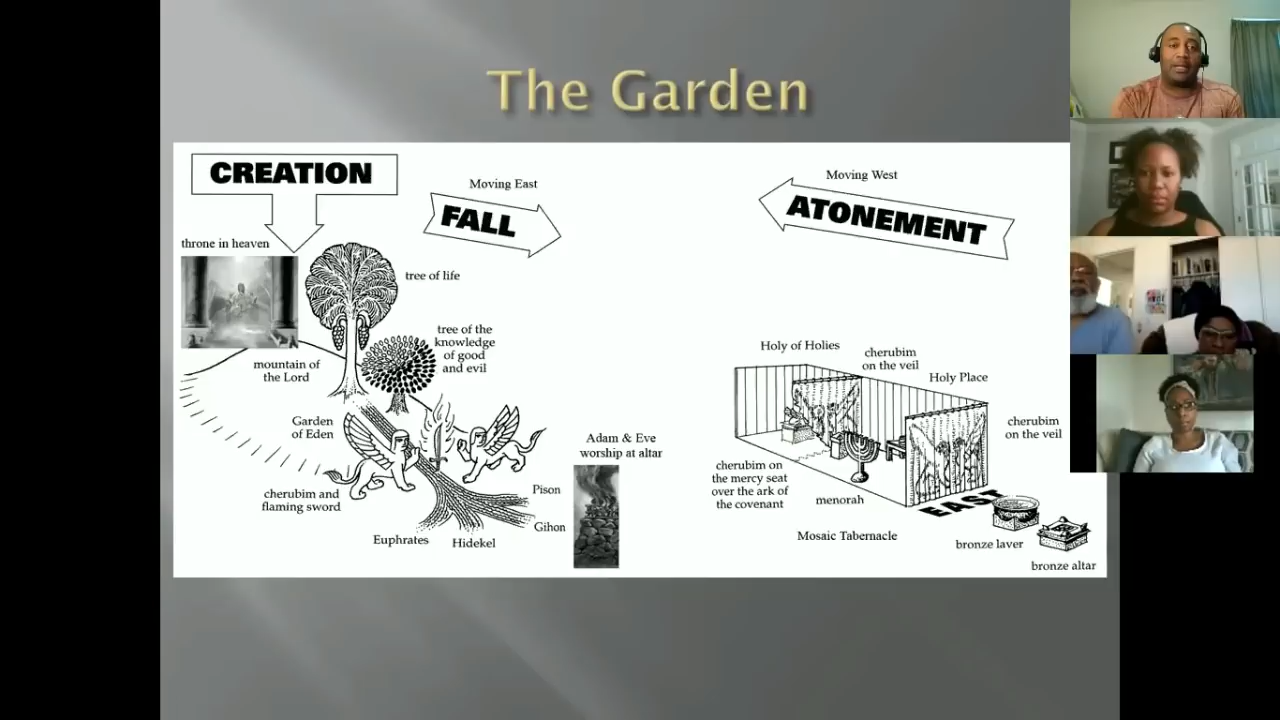 The Garden
CREATION
Moving East
FALL
Moving West
ATONEMENT
throne in heaven
tree of life
tree of the
knowledge
of good
and evil
mountain of
the Lord
Garden
of Eden
cherubim and
flaming sword
Euphrates
Hidekel
Pison
Gihon
Adam & Eve
worship at altar
Holy of Holies
cherubim
on the veil
Holy Place
cherubim
on the veil
cherubim on
the mercy seat
over the ark of
the covenant
menorah
EAST
Mosaic Tabernacle
bronze laver
bronze altar